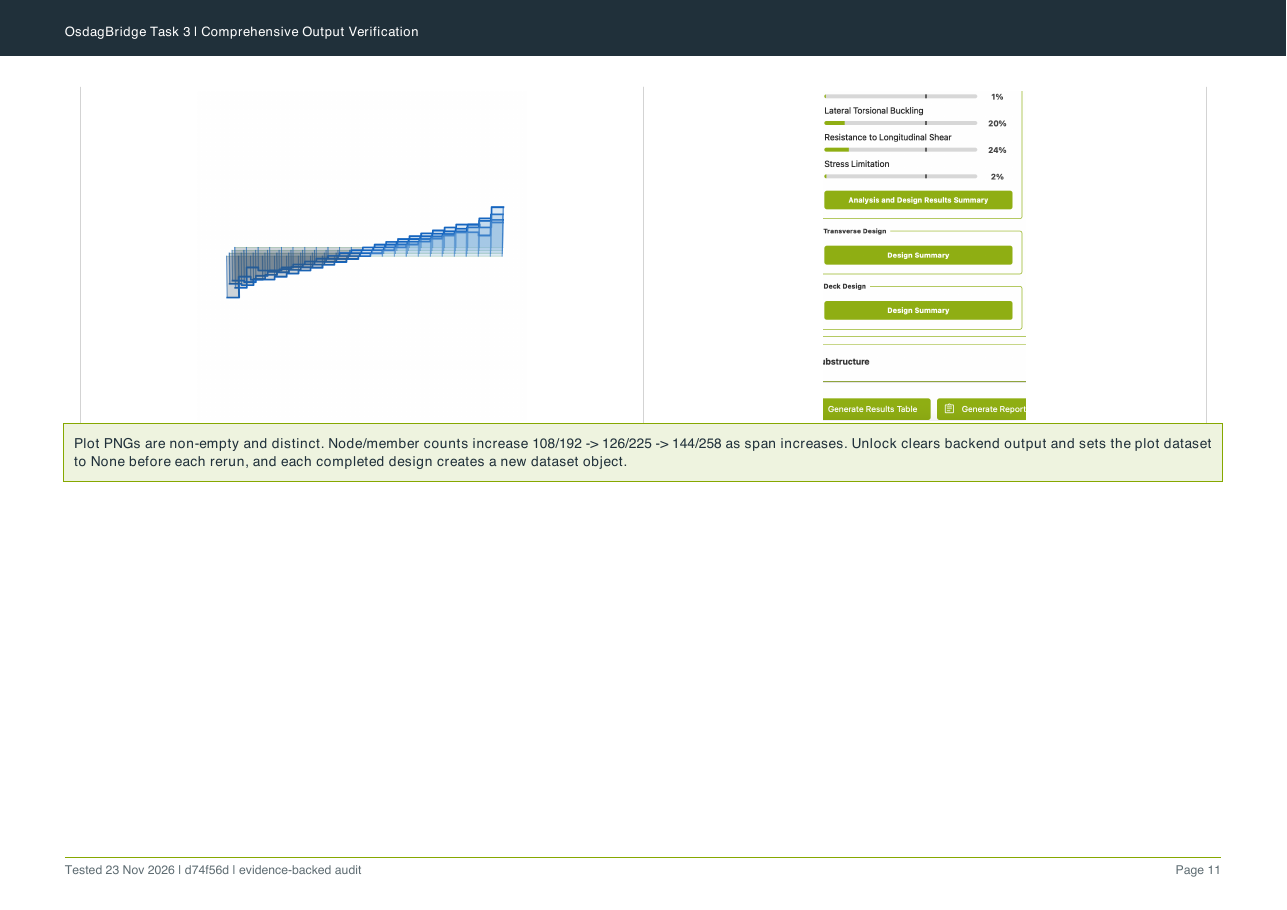 OsdagBridge Task 3 | Comprehensive Output Verification
1%
Lateral Torsional Buckling
20%
Resistance to Longitudinal Shear
24%
Stress Limitation
2%
Analysis and Design Results Summary
Transverse Design
Design Summary
Deck Design
Design Summary
bstructure
Generate Results Table
Generate Report
Plot PNGs are non-empty and distinct. Node/member counts increase 108/192 -> 126/225 -> 144/258 as span increases. Unlock clears backend output and sets the plot dataset
to None before each rerun, and each completed design creates a new dataset object.
Tested 23 Nov 2026 | d74f56d | evidence-backed audit
Page 11